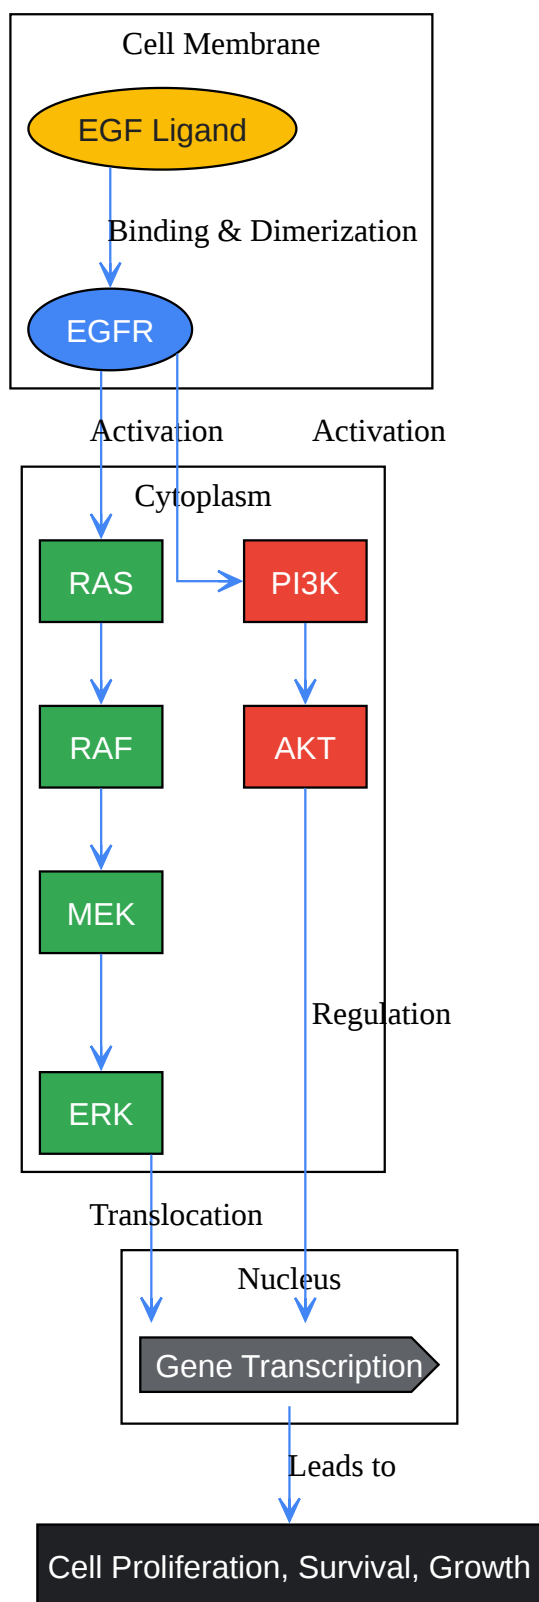 Cell Membrane
EGF Ligand
Binding & Dimerization
EGFR
Activation
Activation
Cytoplasm
RAS
PI3K
RAF
AKT
MEK
Regulation
ERK
Translocation
Nucleus
Gene Transcription
Leads to
Cell Proliferation, Survival, Growth